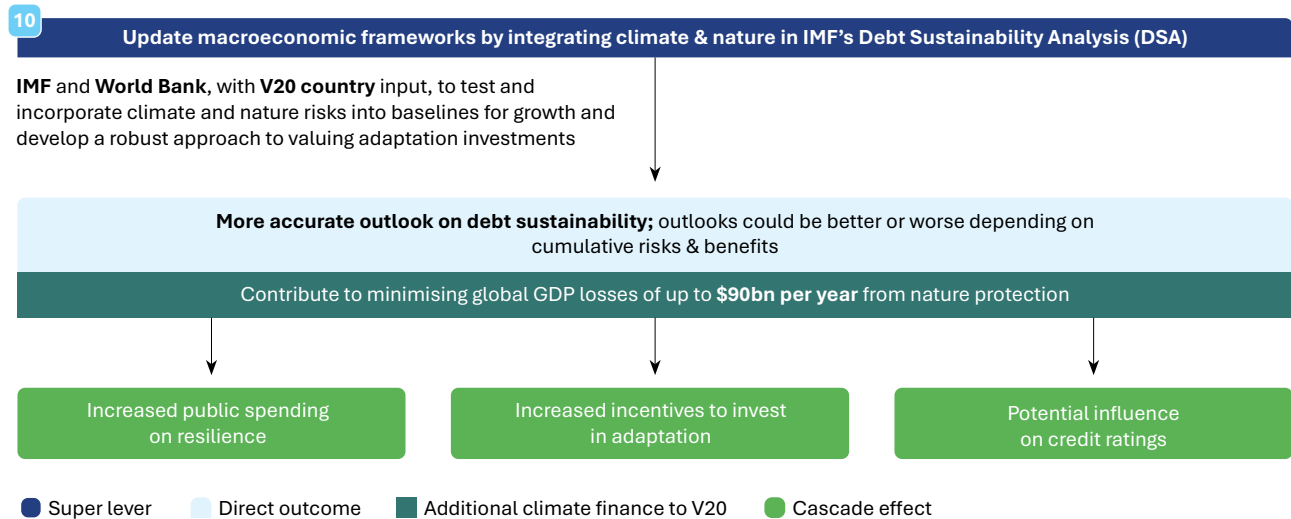 10
Update macroeconomic frameworks by integrating climate & nature in IMF's Debt Sustainability Analysis (DSA)
IMF and World Bank, with V20 country input, to test and
incorporate climate and nature risks into baselines for growth and
develop a robust approach to valuing adaptation investments
More accurate outlook on debt sustainability; outlooks could be better or worse depending on
cumulative risks & benefits
Contribute to minimising global GDP losses of up to $90bn per year from nature protection
Increased public spending
on resilience
Increased incentives to invest
in adaptation
Potential influence
on credit ratings
Super lever
Direct outcome
Additional climate finance to V20
Cascade effect